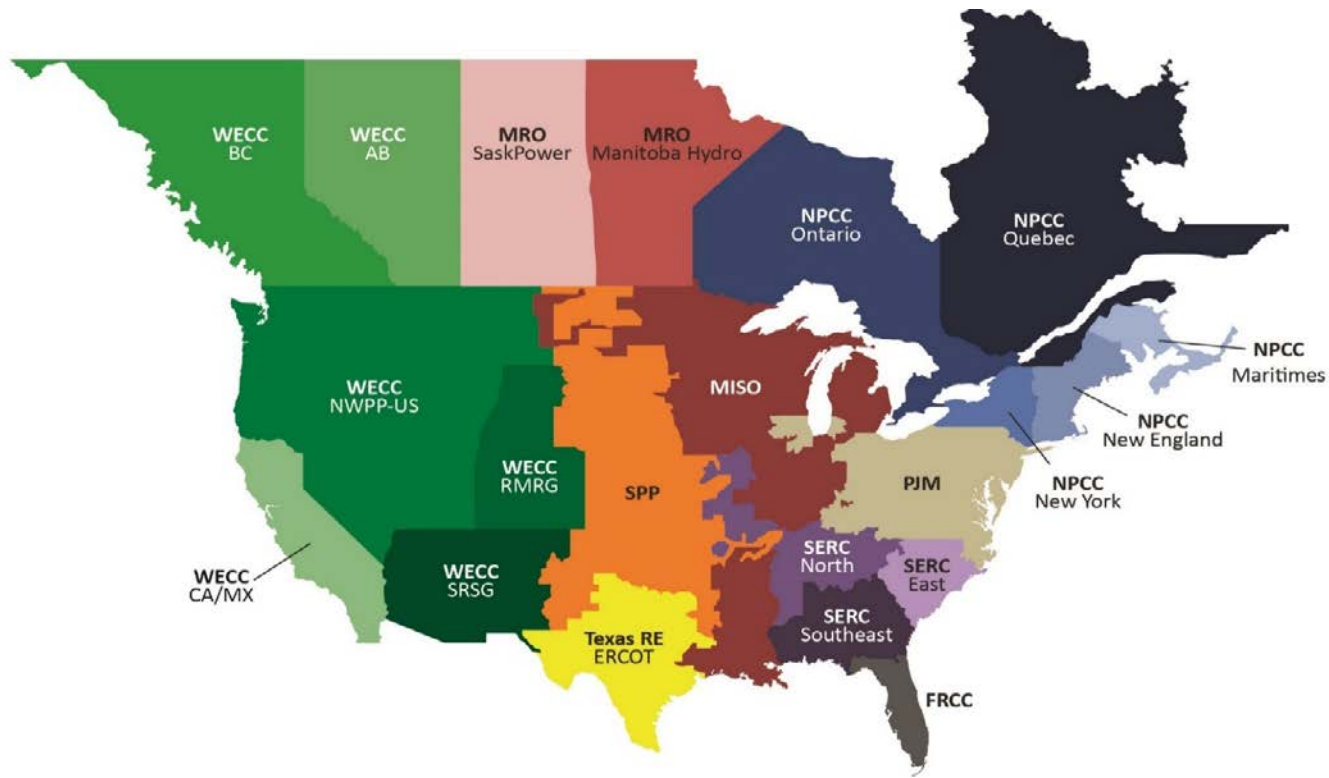 WECC
BC
WECC
AB
MRO
SaskPower
MRO
Manitoba Hydro
NPCC
Ontario
NPCC
Quebec
NPCC
Maritimes
NPCC
New England
NPCC
New York
WECC
NWPP-US
MISO
WECC
RMRG
SPP
PJM
WECC
CA/MX
WECC
SRSG
SERC
North
SERC
East
SERC
Southeast
Texas RE
ERCOT
FRCC